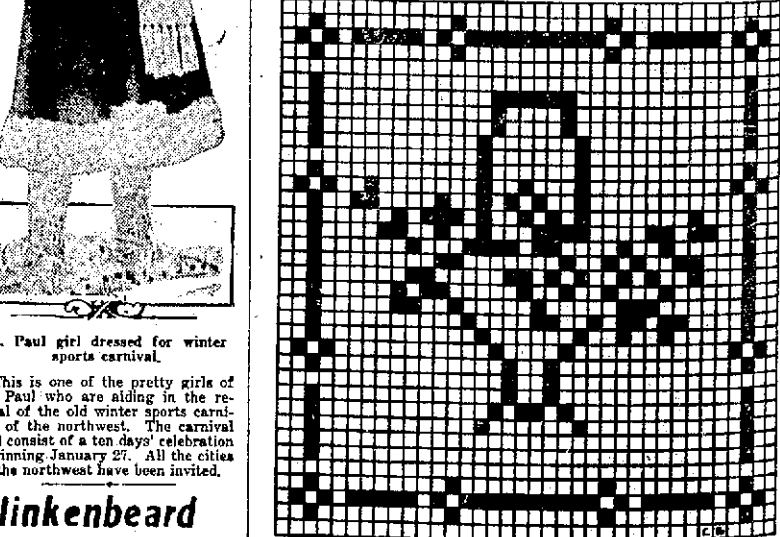 . Paul girl dressed for winter
sports carnival.
This is one of the pretty girls of
Paul who are aiding in the re-
al of the old winter sports carni-
of the northwest. The carnival
l consist of a ten days' celebration
inning January 27. All the cities
the northwest have been invited.
linkenbeard